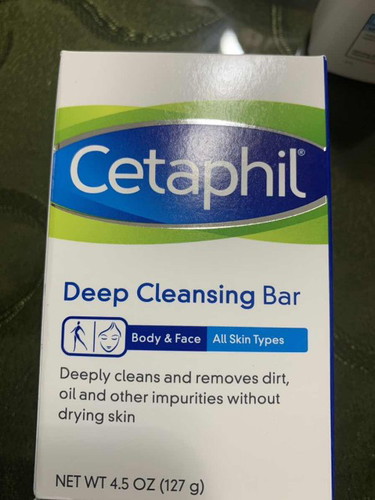 Cetaphil®
Deep Cleansing Bar
Body & Face All Skin Types
Deeply cleans and removes dirt,
oil and other impurities without
drying skin
NET WT 4.5 OZ (127 g)